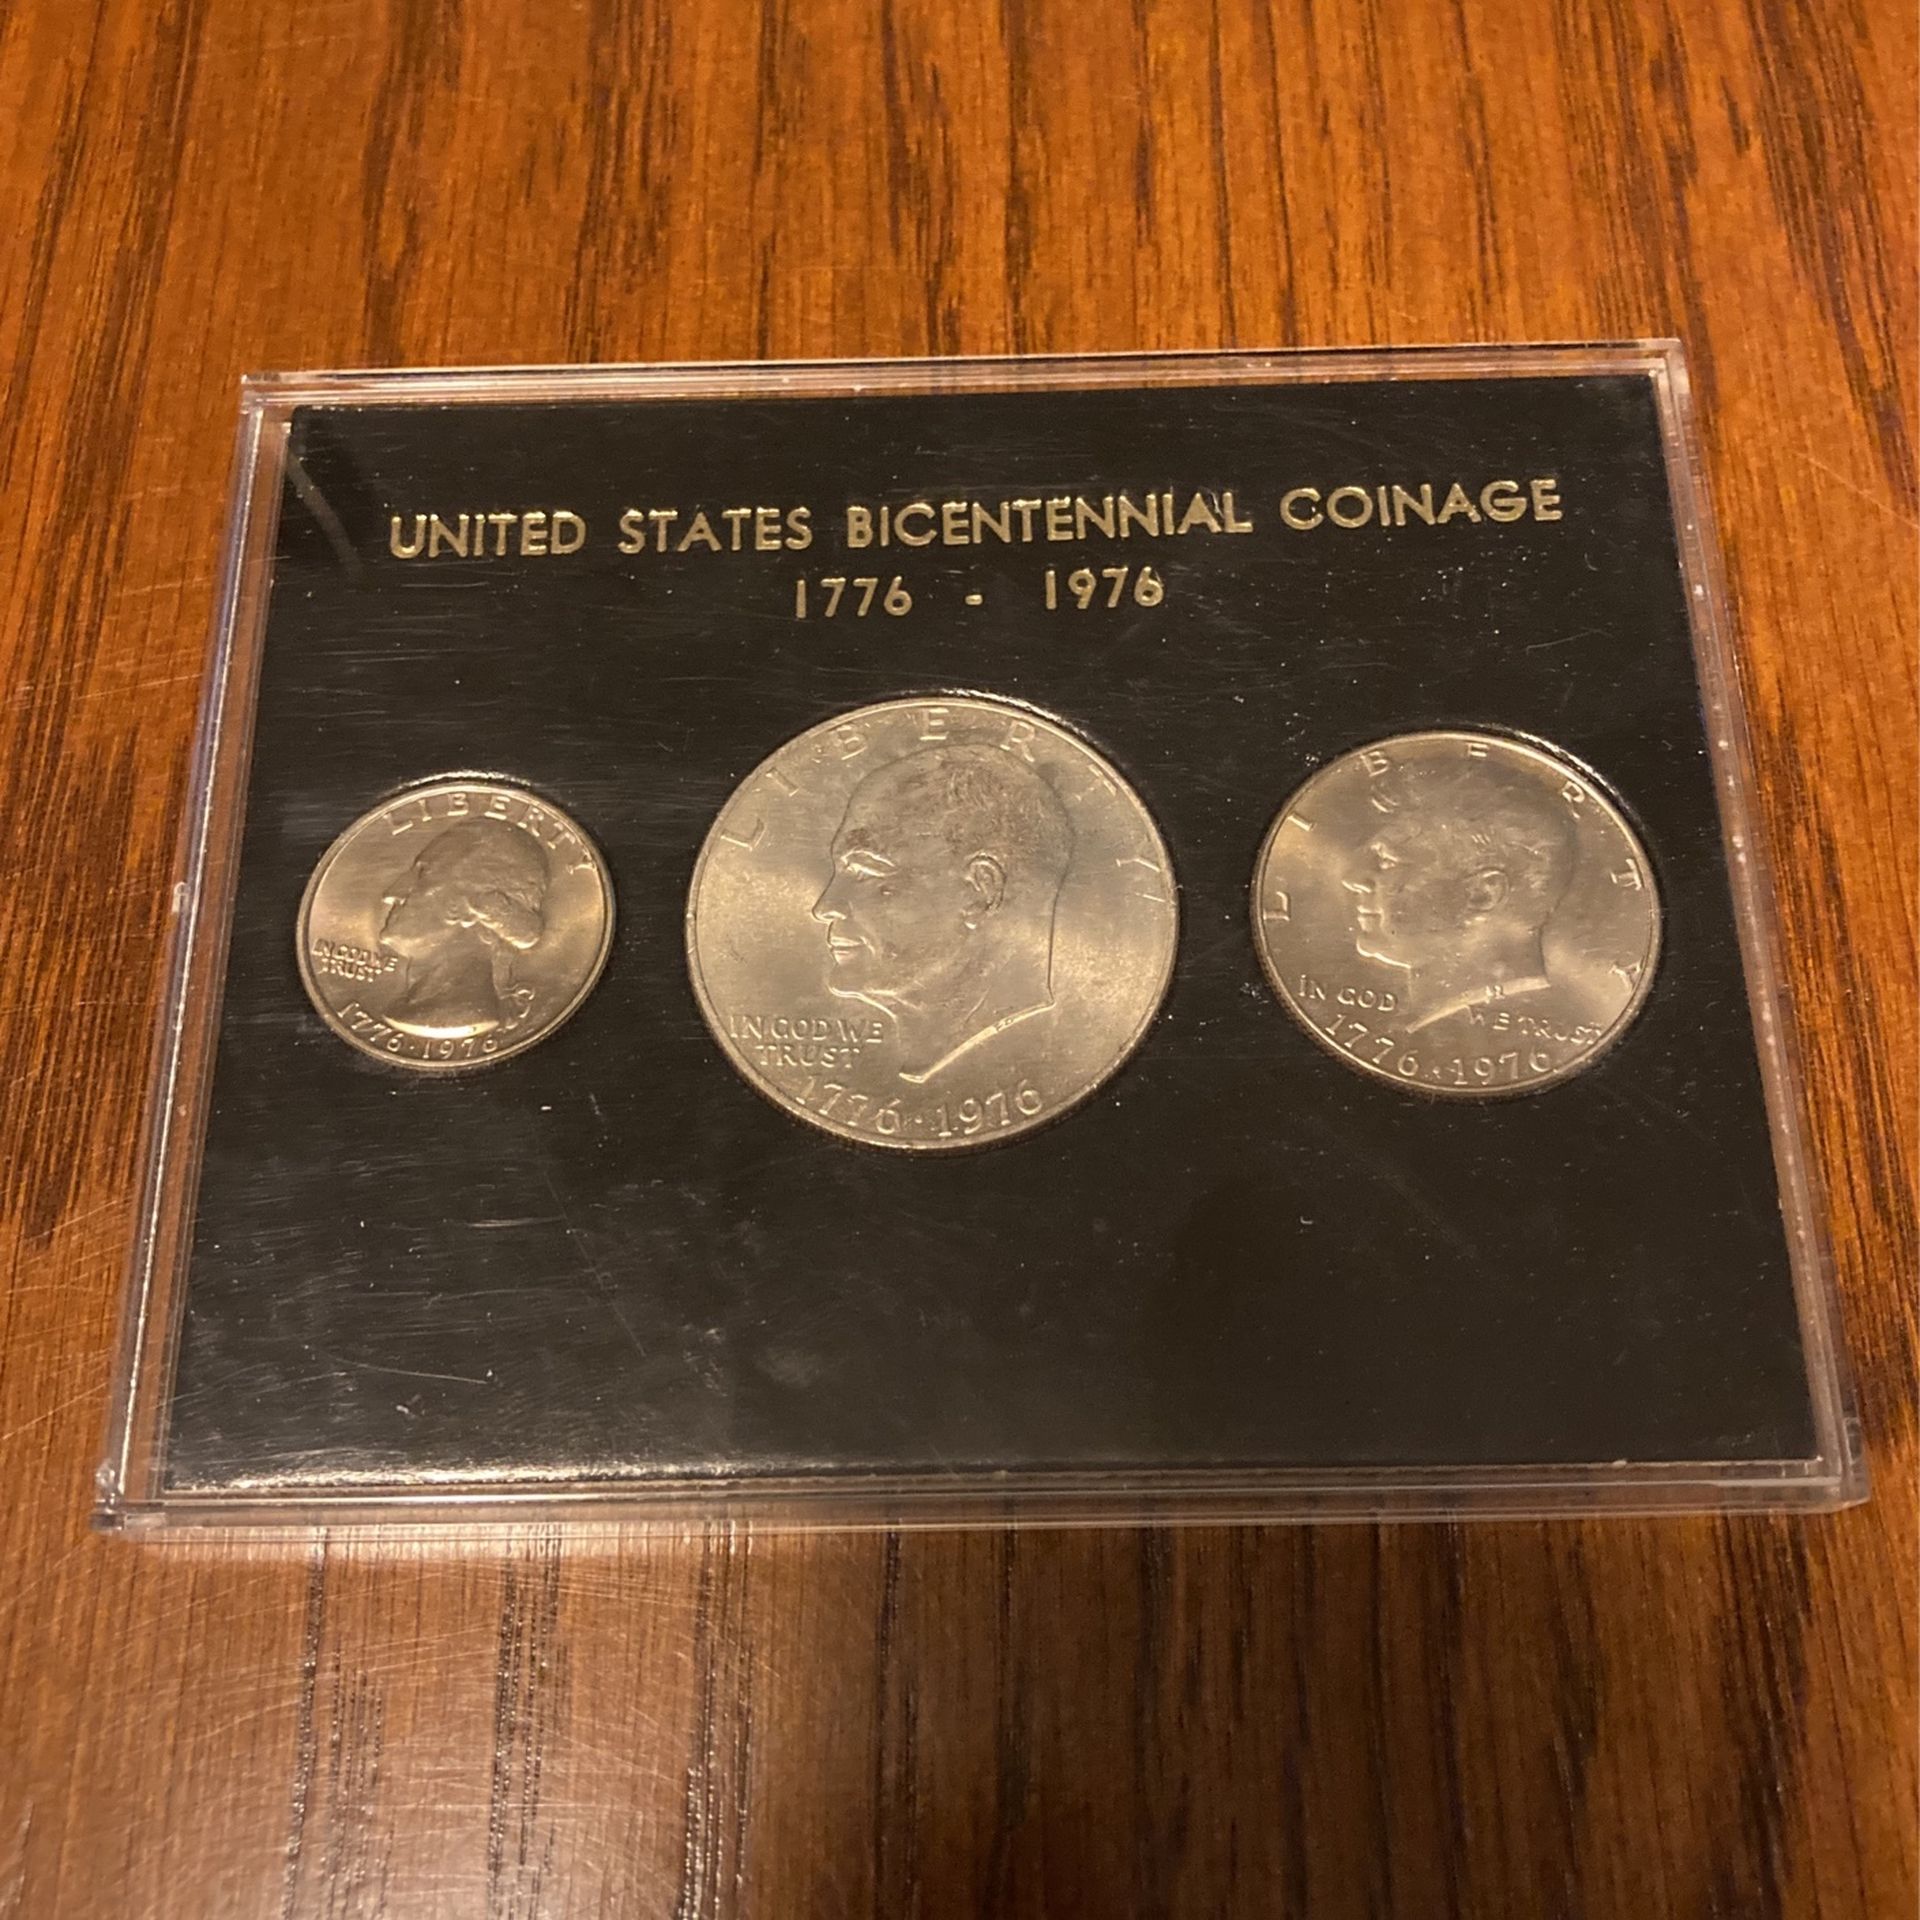 UNITED STATES BICENTENNIAL COINAGE
1776 - 1976
LIBERTY
IN GOD WE
TRUST
1776·1976
LIBERTY
IN GOD WE
TRUST
1776·1976
LIBERTY
IN GOD WE TRUST
1776·1976